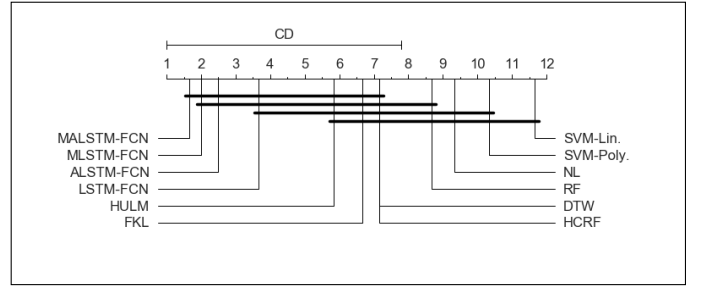 CD
1 2 3 4 5 6 7 8 9 10 11 12
MALSTM-FCN SVM-Lin.
MLSTM-FCN SVM-Poly.
ALSTM-FCN NL
LSTM-FCN RF
HULM DTW
FKL HCRF